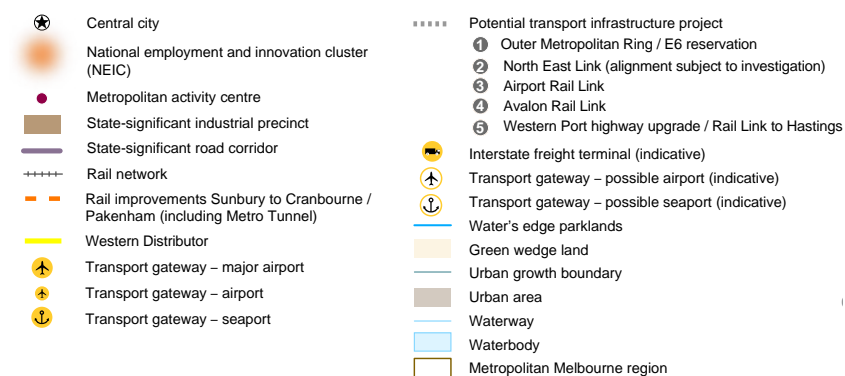 Central city
National employment and innovation cluster
(NEIC)
Metropolitan activity centre
State-significant industrial precinct
State-significant road corridor
Rail network
Rail improvements Sunbury to Cranbourne /
Pakenham (including Metro Tunnel)
Western Distributor
Transport gateway – major airport
Transport gateway – airport
Transport gateway – seaport
Potential transport infrastructure project
1 Outer Metropolitan Ring / E6 reservation
2 North East Link (alignment subject to investigation)
3 Airport Rail Link
4 Avalon Rail Link
5 Western Port highway upgrade / Rail Link to Hastings
Interstate freight terminal (indicative)
Transport gateway – possible airport (indicative)
Transport gateway – possible seaport (indicative)
Water's edge parklands
Green wedge land
Urban growth boundary
Urban area
Waterway
Waterbody
Metropolitan Melbourne region